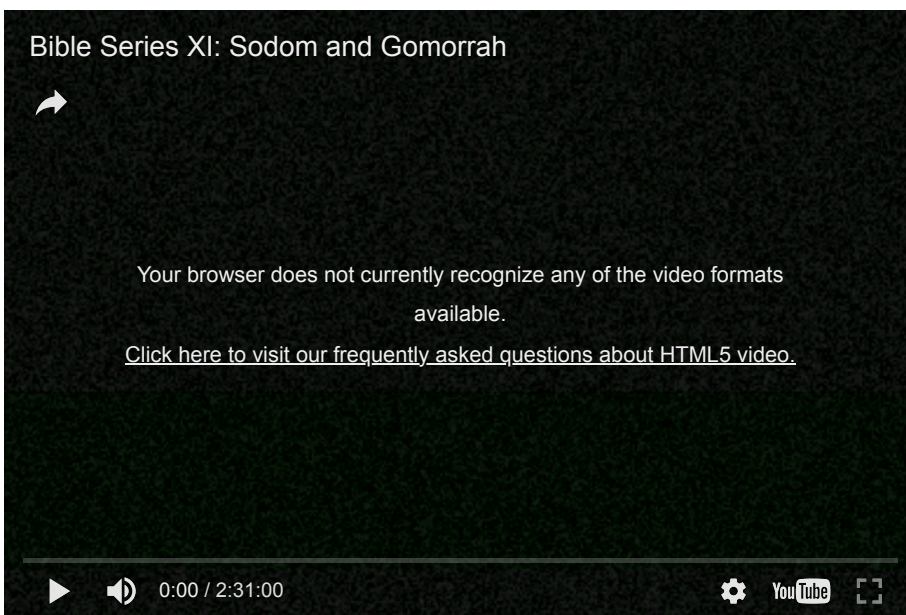 Bible Series XI: Sodom and Gomorrah
Your browser does not currently recognize any of the video formats
available.
Click here to visit our frequently asked questions about HTML5 video.
0:00 / 2:31:00 YouTube